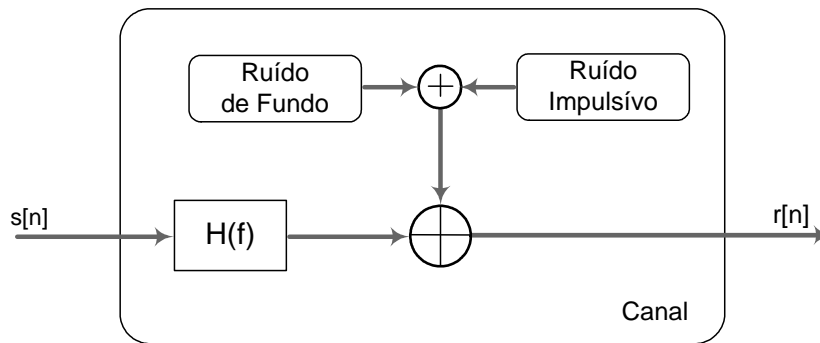 Ruído
de Fundo
Ruído
Impulsívo
s[n]
H(f)
r[n]
Canal